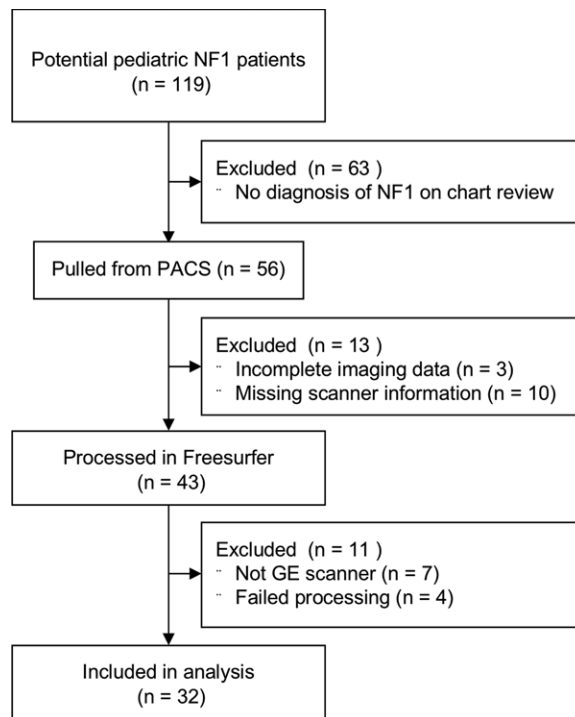 Potential pediatric NF1 patients
(n = 119)
Excluded (n = 63)
¨ No diagnosis of NF1 on chart review
Pulled from PACS (n = 56)
Excluded (n = 13 )
¨ Incomplete imaging data (n = 3)
¨ Missing scanner information (n = 10)
Processed in Freesurfer
(n = 43)
Excluded (n = 11 )
¨ Not GE scanner (n = 7)
¨ Failed processing (n = 4)
Included in analysis
(n = 32)